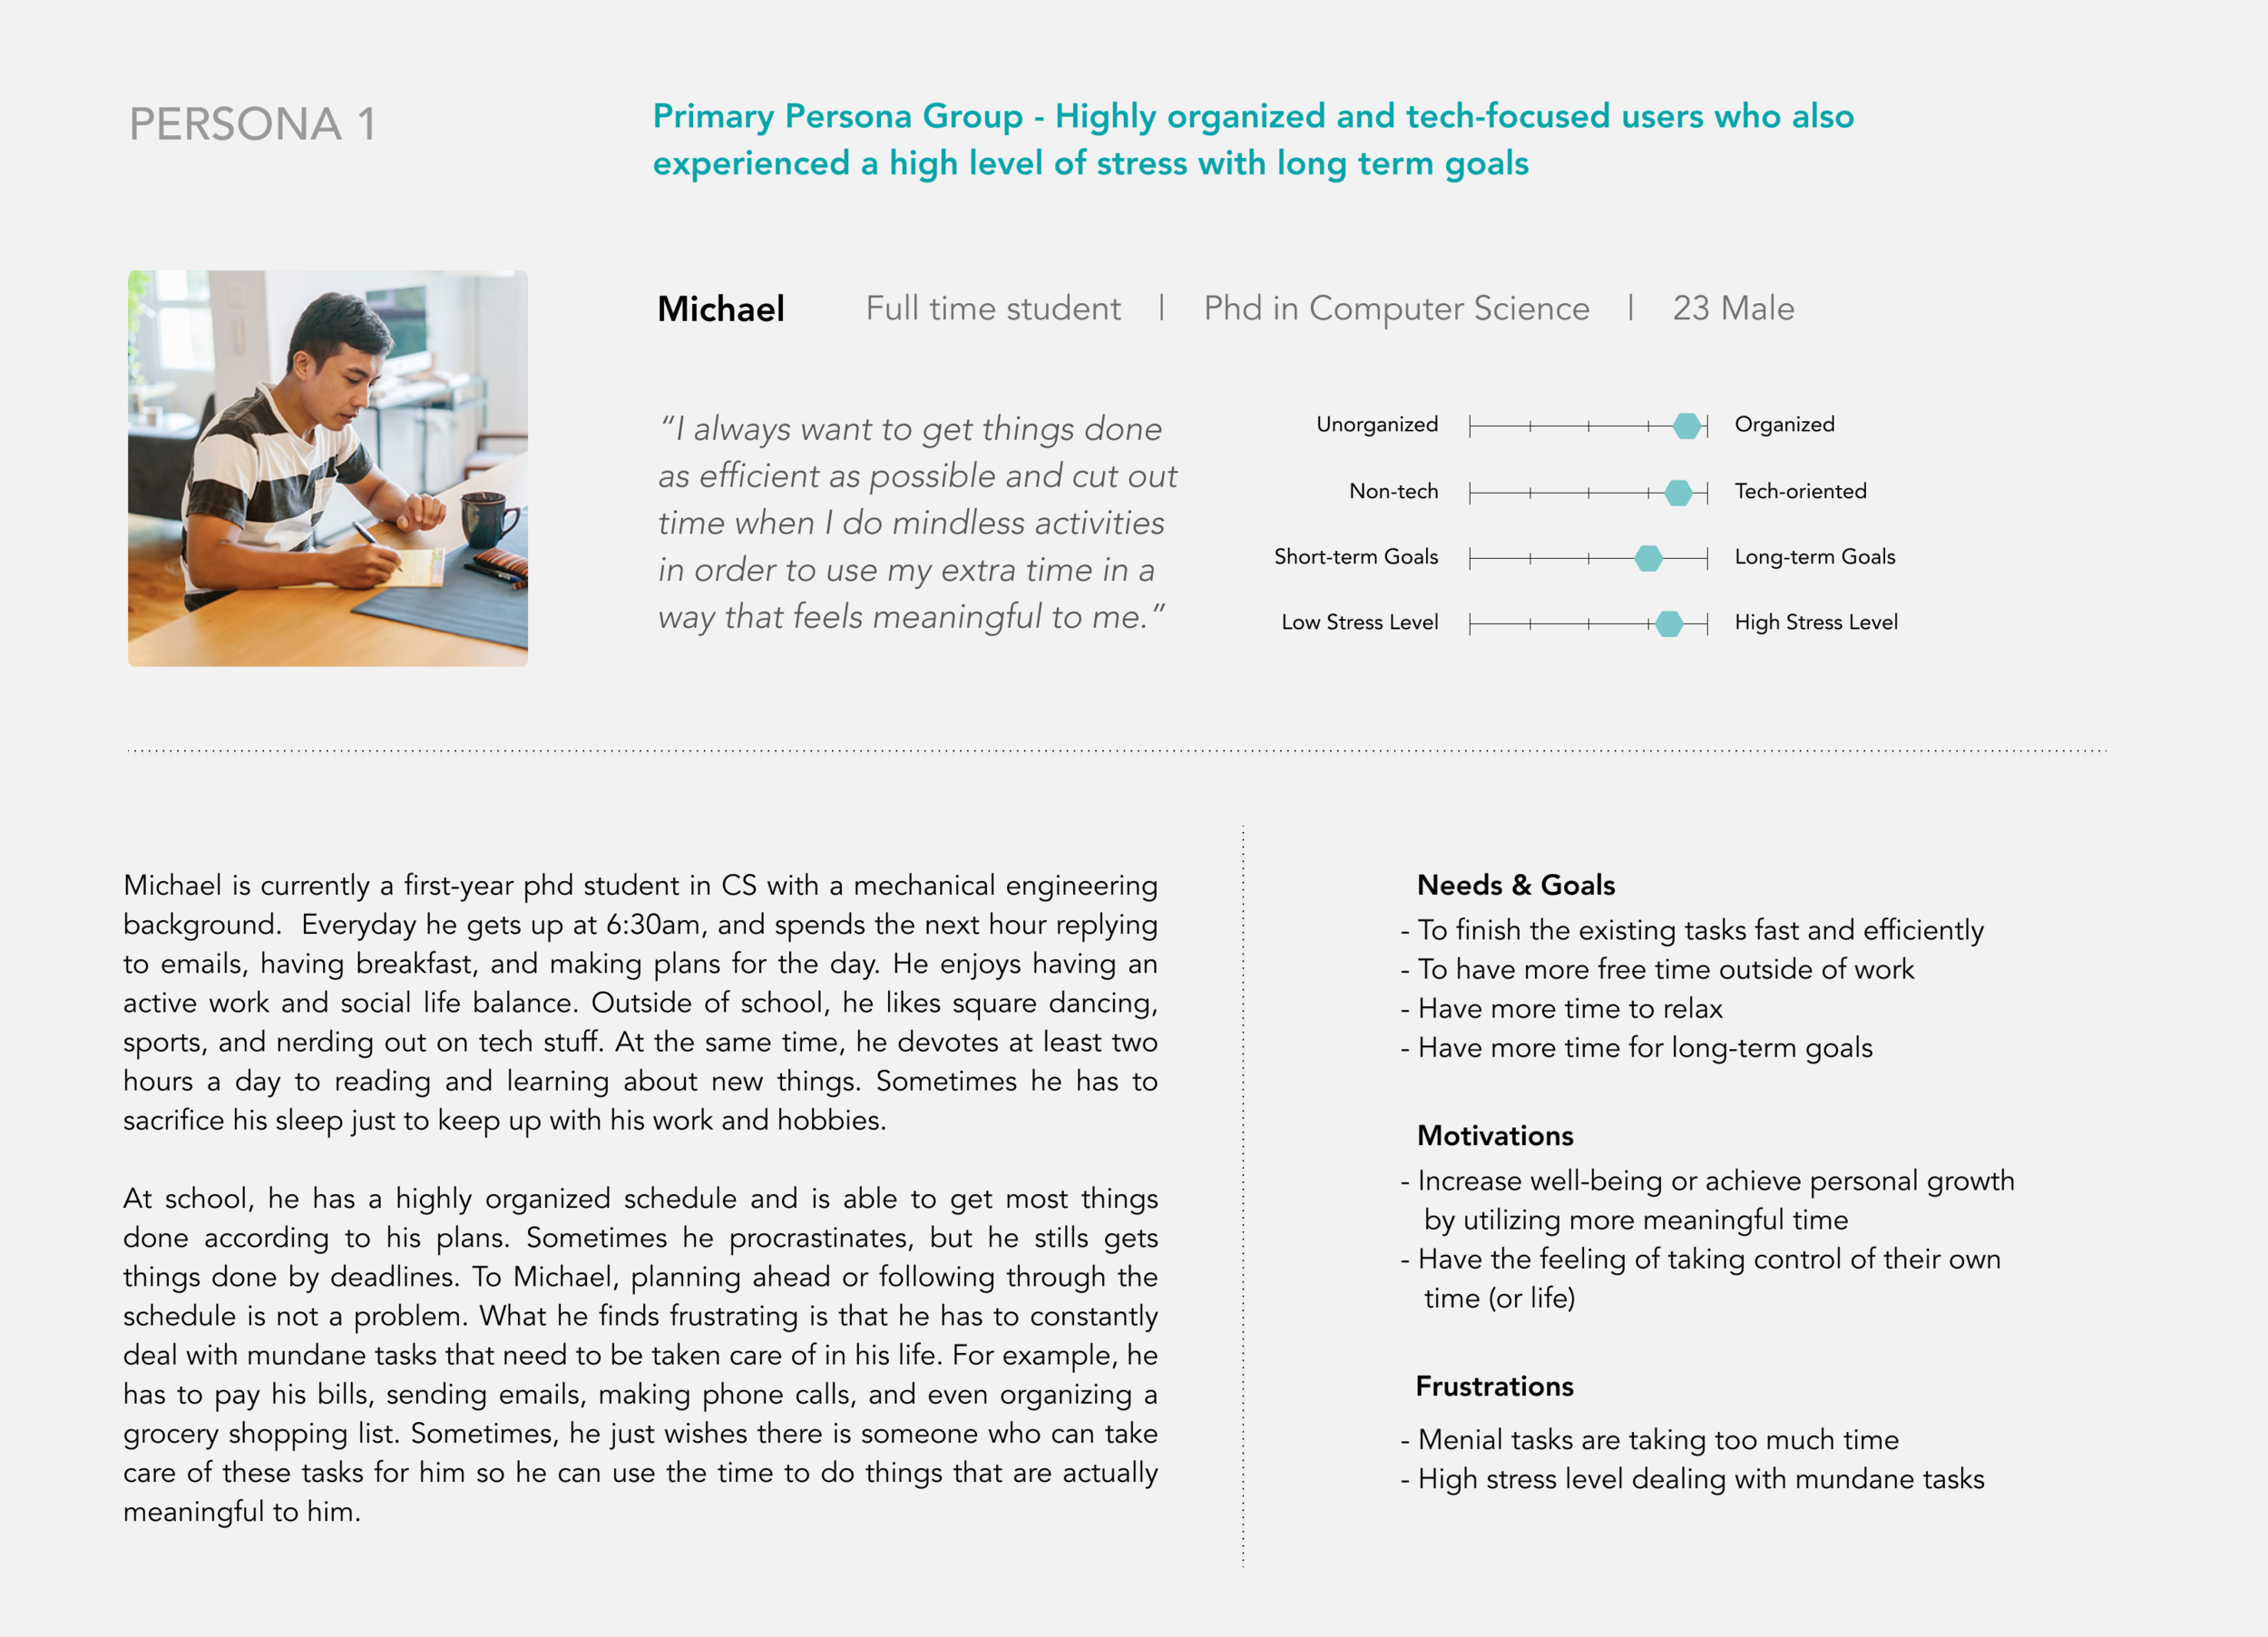 PERSONA 1
Primary Persona Group - Highly organized and tech-focused users who also
experienced a high level of stress with long term goals
Michael Full time student | Phd in Computer Science | 23 Male
“I always want to get things done
as efficient as possible and cut out
time when I do mindless activities
in order to use my extra time in a
way that feels meaningful to me.”
Unorganized Organized
Non-tech Tech-oriented
Short-term Goals Long-term Goals
Low Stress Level High Stress Level
Michael is currently a first-year phd student in CS with a mechanical engineering
background. Everyday he gets up at 6:30am, and spends the next hour replying
to emails, having breakfast, and making plans for the day. He enjoys having an
active work and social life balance. Outside of school, he likes square dancing,
sports, and nerding out on tech stuff. At the same time, he devotes at least two
hours a day to reading and learning about new things. Sometimes he has to
sacrifice his sleep just to keep up with his work and hobbies.
At school, he has a highly organized schedule and is able to get most things
done according to his plans. Sometimes he procrastinates, but he stills gets
things done by deadlines. To Michael, planning ahead or following through the
schedule is not a problem. What he finds frustrating is that he has to constantly
deal with mundane tasks that need to be taken care of in his life. For example, he
has to pay his bills, sending emails, making phone calls, and even organizing a
grocery shopping list. Sometimes, he just wishes there is someone who can take
care of these tasks for him so he can use the time to do things that are actually
meaningful to him.
Needs & Goals
- To finish the existing tasks fast and efficiently
- To have more free time outside of work
- Have more time to relax
- Have more time for long-term goals
Motivations
- Increase well-being or achieve personal growth
by utilizing more meaningful time
- Have the feeling of taking control of their own
time (or life)
Frustrations
- Menial tasks are taking too much time
- High stress level dealing with mundane tasks